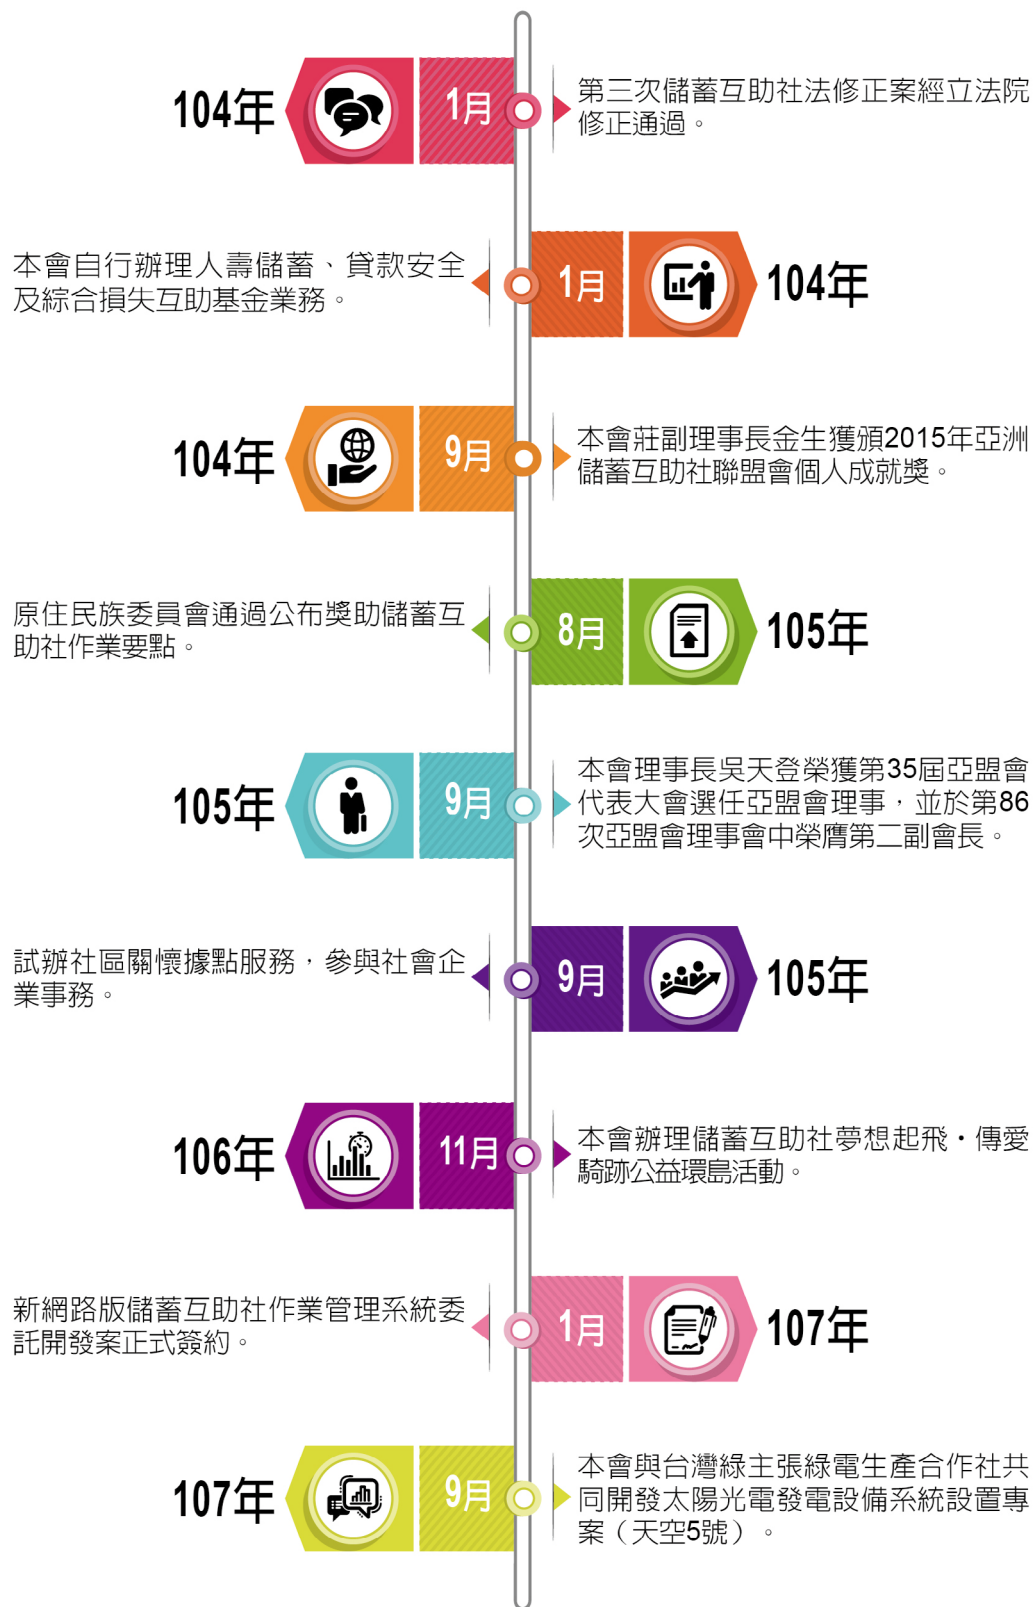 104年
1月
第三次儲蓄互助社法修正案經立法院
修正通過。
本會自行辦理人壽儲蓄、貸款安全
及綜合損失互助基金業務。
1月
104年
104年
9月
本會莊副理事長金生獲頒2015年亞洲
儲蓄互助社聯盟會個人成就獎。
原住民族委員會通過公布獎助儲蓄互
助社作業要點。
8月
105年
105年
9月
本會理事長吳天登榮獲第35屆亞盟會
代表大會選任亞盟會理事，並於第86
次亞盟會理事會中榮膺第二副會長。
試辦社區關懷據點服務，參與社會企
業事務。
9月
105年
106年
11月
本會辦理儲蓄互助社夢想起飛・傳愛
騎跡公益環島活動。
新網路版儲蓄互助社作業管理系統委
託開發案正式簽約。
1月
107年
107年
9月
本會與台灣綠主張綠電生產合作社共
同開發太陽光電發電設備系統設置專
案（天空5號）。